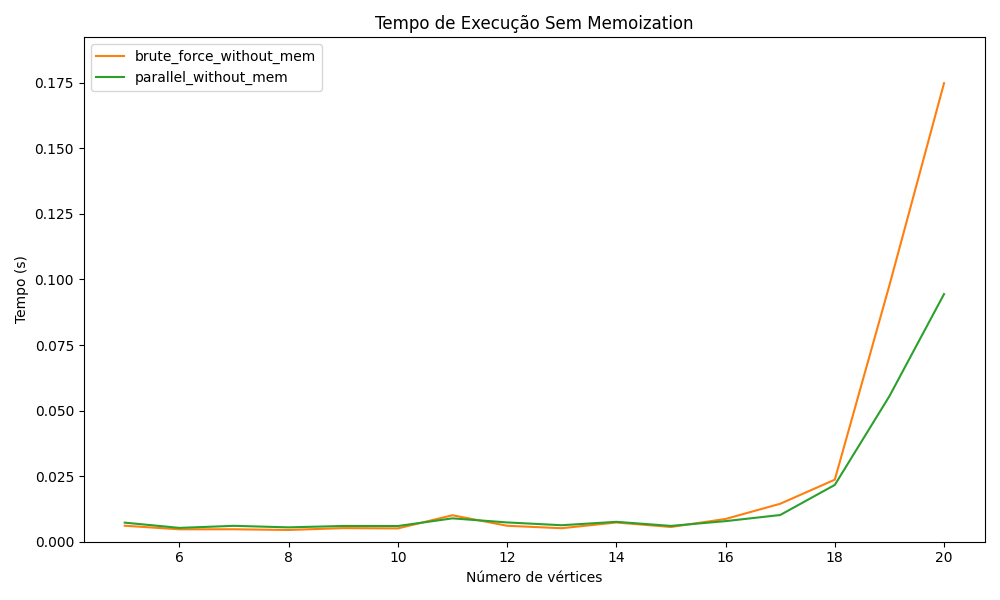 Tempo de Execução Sem Memoization
brute_force_without_mem
parallel_without_mem
Tempo (s)
0.175
0.150
0.125
0.100
0.075
0.050
0.025
0.000
6 8 10 12 14 16 18 20
Número de vértices